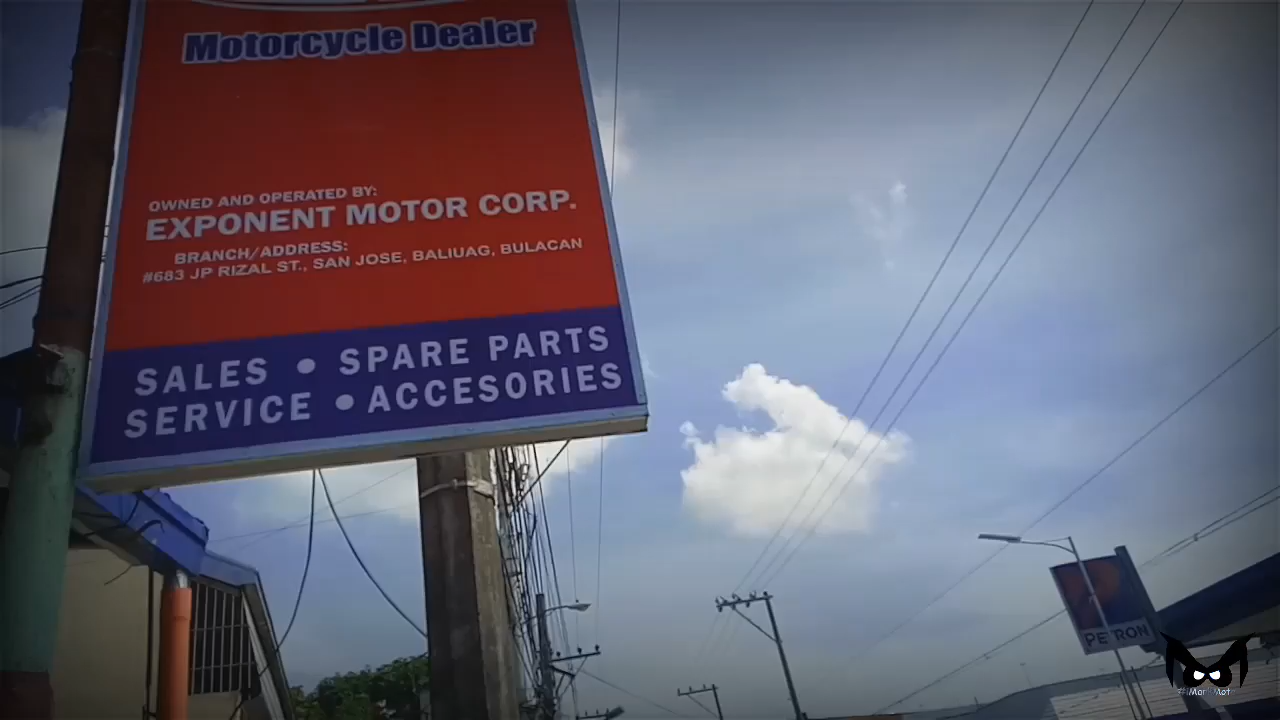 Motorcycle Dealer
OWNED AND OPERATED BY:
EXPONENT MOTOR CORP.
BRANCH/ADDRESS:
#683 JP RIZAL ST., SAN JOSE, BALIUAG, BULACAN
SALES • SPARE PARTS
SERVICE • ACCESORIES
PETRON